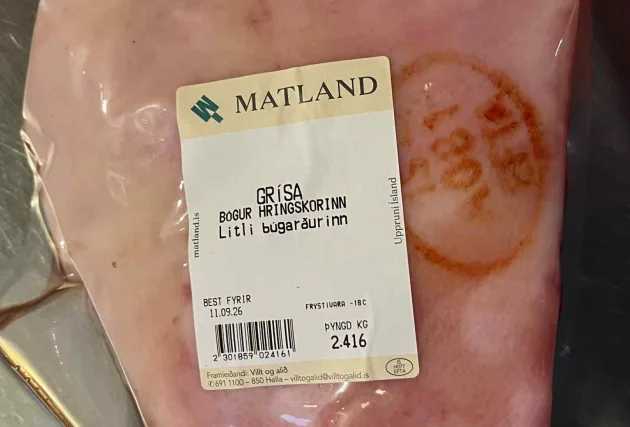 MATLAND
GRÍSA
BÓGUR HRINGSKORINN
Litli búgarðurinn
matland.is
Uppruni Ísland
BEST FYRIR
11.09.26
FRYSTIVARA -18C
ÞYNGD KG
2.416
2 301859 024161
Framleiðandi: Villt og alið
✆ 691 1100 – 850 Hella – villtogalid@villtogalid.is